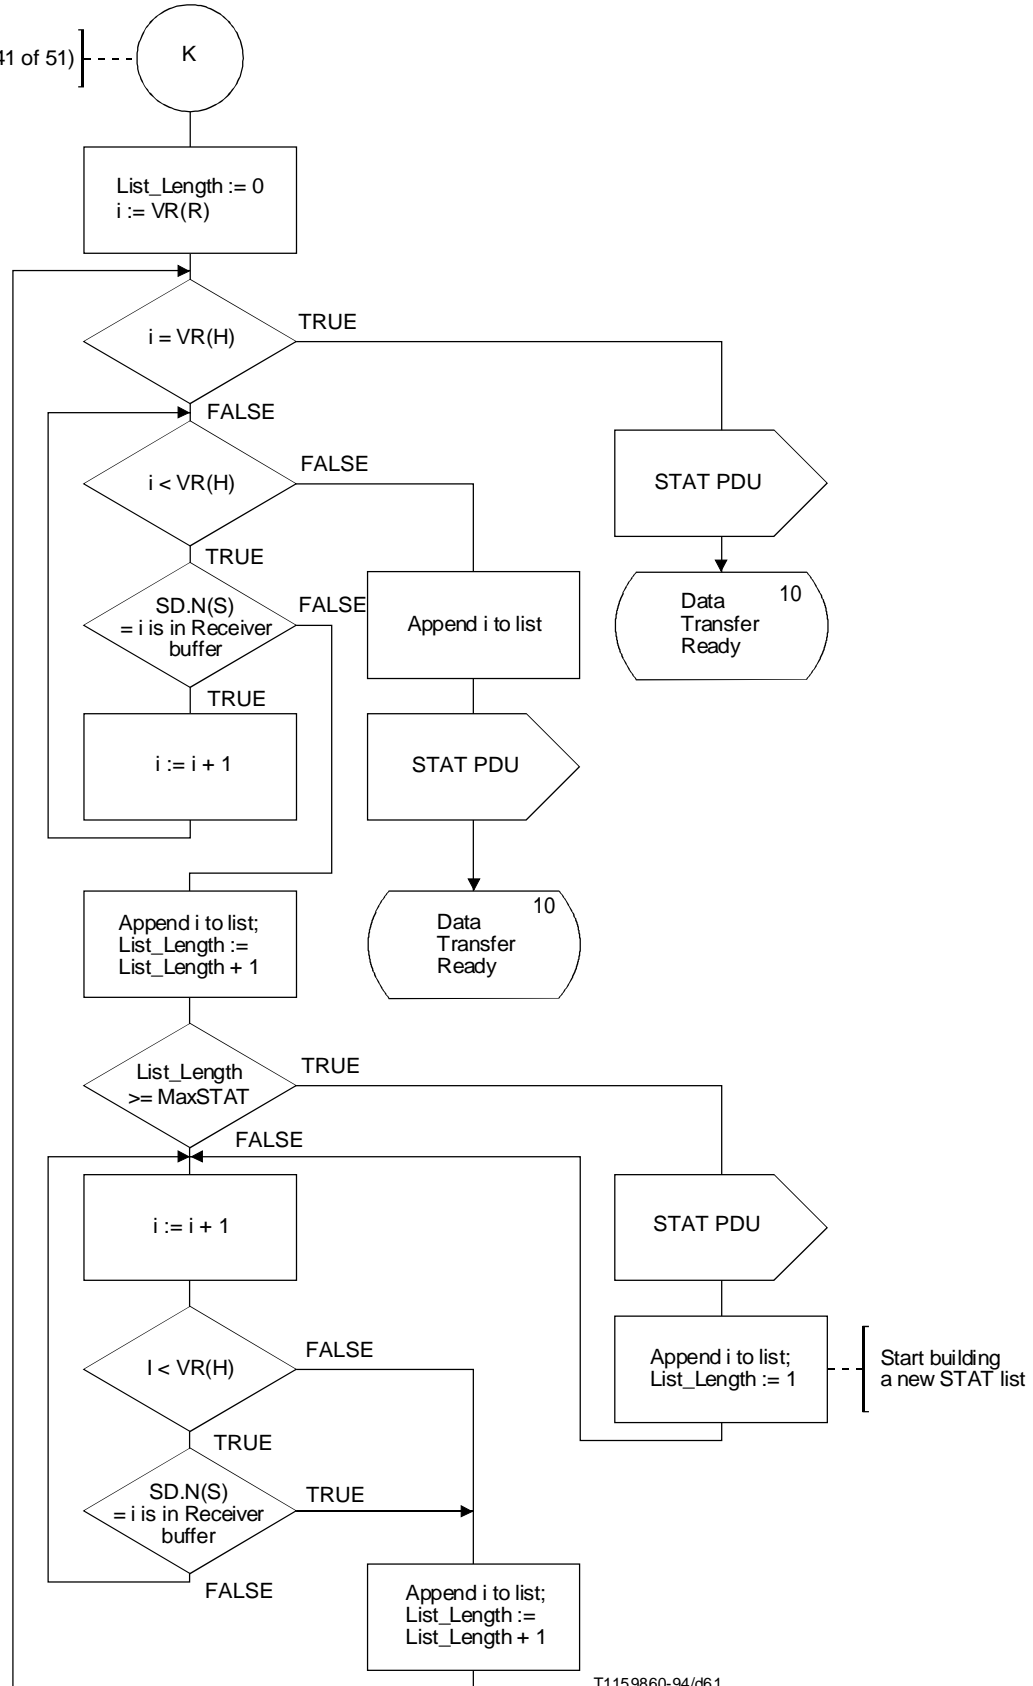 41 of 51)
K
List_Length := 0
i := VR(R)
i = VR(H)
TRUE
FALSE
i < VR(H)
FALSE
STAT PDU
TRUE
SD.N(S)
= i is in Receiver
buffer
FALSE
Append i to list
Data
Transfer
Ready
10
TRUE
i := i + 1
STAT PDU
Append i to list;
List_Length :=
List_Length + 1
Data
Transfer
Ready
10
List_Length
>= MaxSTAT
TRUE
FALSE
i := i + 1
STAT PDU
I < VR(H)
FALSE
Append i to list;
List_Length := 1
Start building
a new STAT list
TRUE
SD.N(S)
= i is in Receiver
buffer
TRUE
FALSE
Append i to list;
List_Length :=
List_Length + 1
T1159860-94/d61